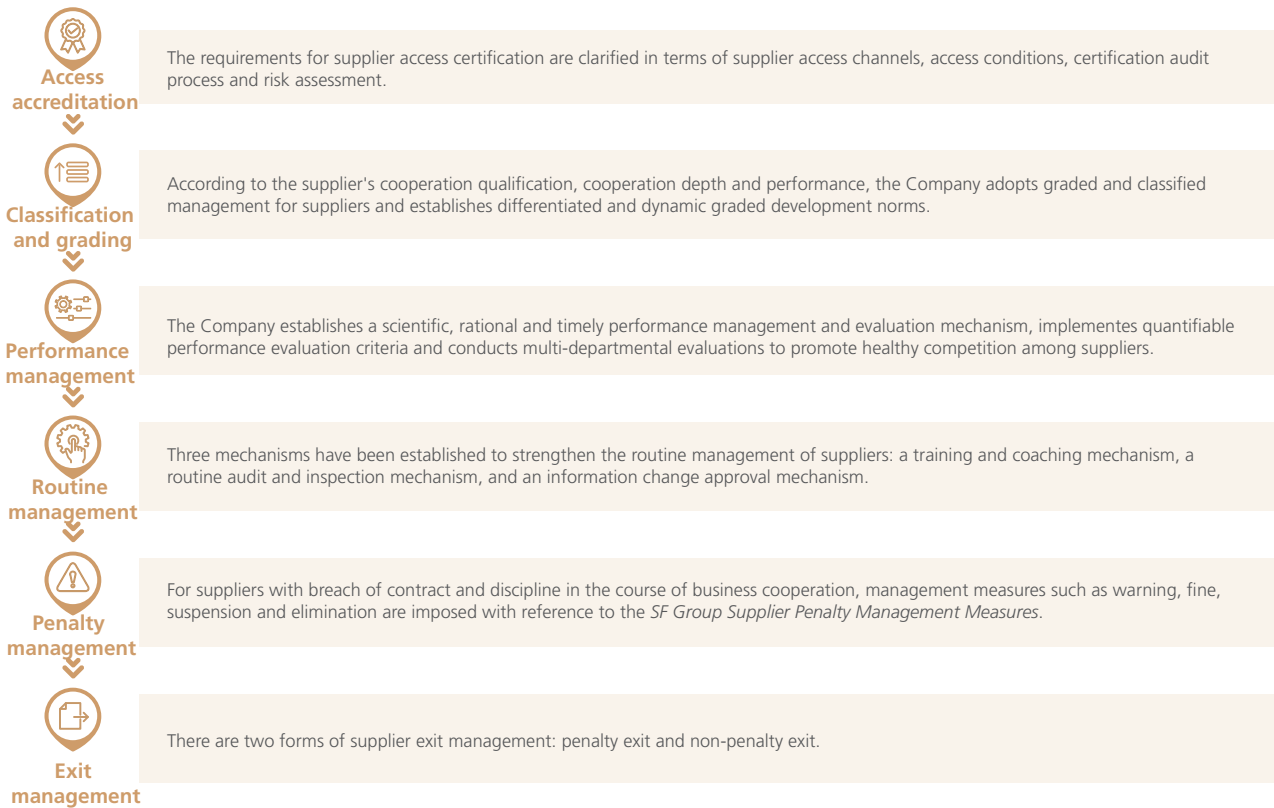 Access
accreditation
The requirements for supplier access certification are clarified in terms of supplier access channels, access conditions, certification audit
process and risk assessment.
Classification
and grading
According to the supplier's cooperation qualification, cooperation depth and performance, the Company adopts graded and classified
management for suppliers and establishes differentiated and dynamic graded development norms.
Performance
management
The Company establishes a scientific, rational and timely performance management and evaluation mechanism, implementes quantifiable
performance evaluation criteria and conducts multi-departmental evaluations to promote healthy competition among suppliers.
Routine
management
Three mechanisms have been established to strengthen the routine management of suppliers: a training and coaching mechanism, a
routine audit and inspection mechanism, and an information change approval mechanism.
Penalty
management
For suppliers with breach of contract and discipline in the course of business cooperation, management measures such as warning, fine,
suspension and elimination are imposed with reference to the SF Group Supplier Penalty Management Measures.
Exit
management
There are two forms of supplier exit management: penalty exit and non-penalty exit.